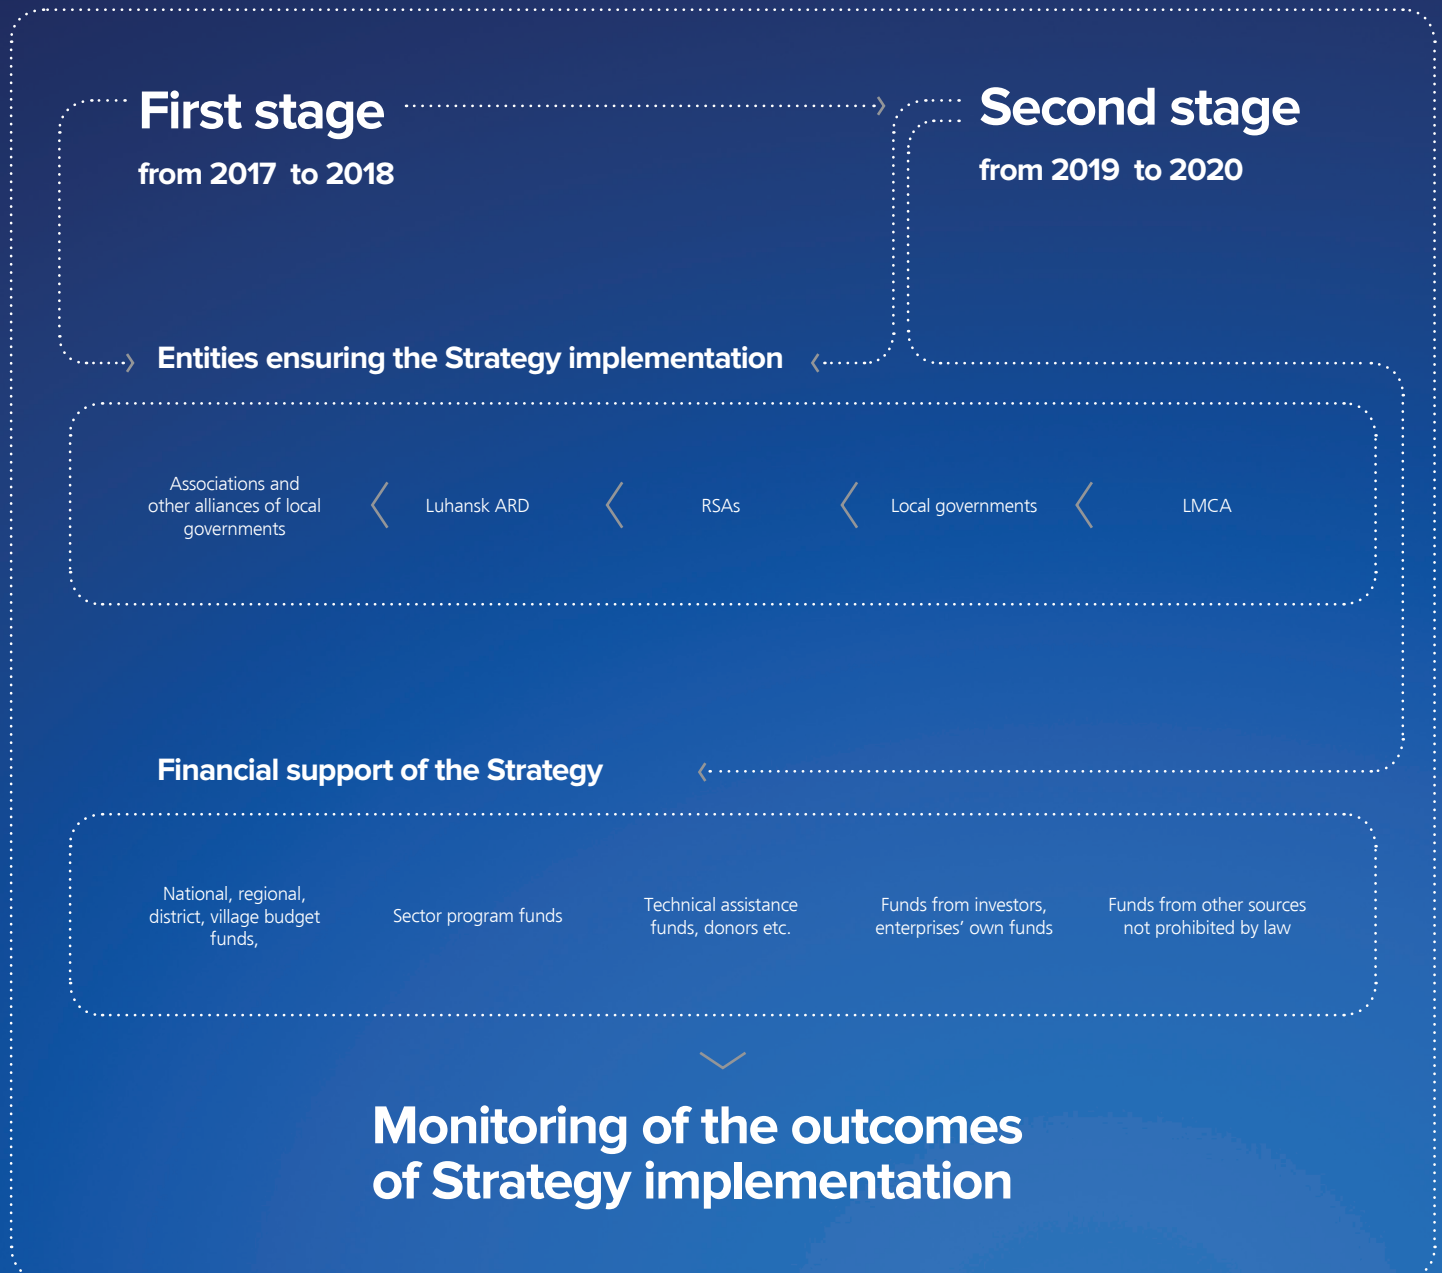 First stage
from 2017 to 2018
Second stage
from 2019 to 2020
Entities ensuring the Strategy implementation
Associations and
other alliances of local
governments
Luhansk ARD
RSAs
Local governments
LMCA
Financial support of the Strategy
National, regional,
district, village budget
funds,
Sector program funds
Technical assistance
funds, donors etc.
Funds from investors,
enterprises’ own funds
Funds from other sources
not prohibited by law
Monitoring of the outcomes
of Strategy implementation